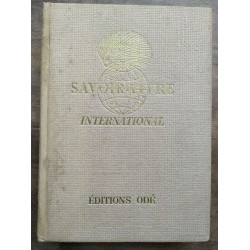 SAVOIR-VIVRE
INTERNATIONAL
ÉDITIONS ODÉ